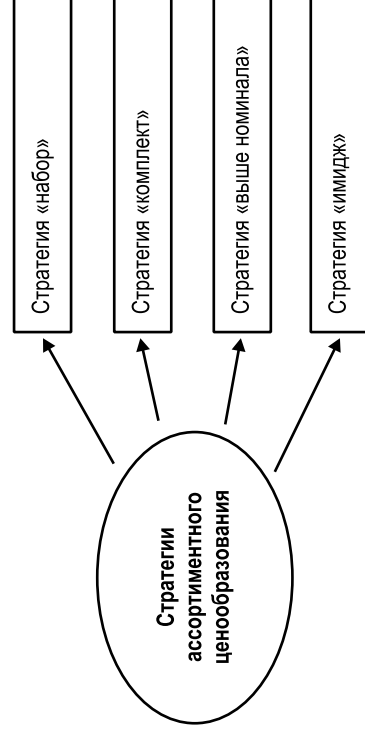 Стратегии
ассортиментного
ценообразования
Стратегия «набор»
Стратегия «комплект»
Стратегия «выше номинала»
Стратегия «имидж»